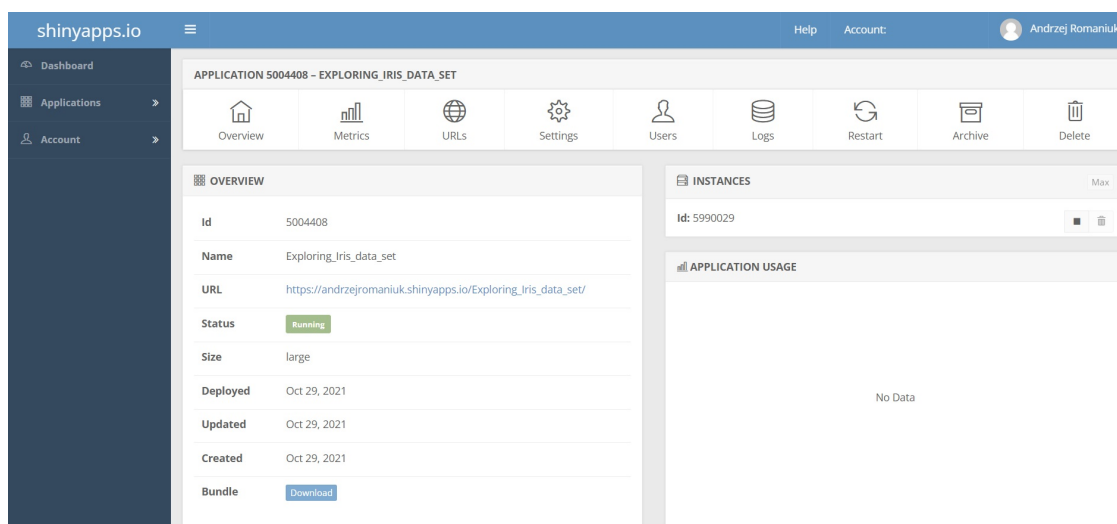 shinyapps.io
Help Account: Andrzej Romaniuk
Dashboard
Applications
Account
APPLICATION 5004408 – EXPLORING_IRIS_DATA_SET
Overview Metrics URLs Settings Users Logs Restart Archive Delete
OVERVIEW
Id 5004408
Name Exploring_Iris_data_set
URL https://andrzejromaniuk.shinyapps.io/Exploring_Iris_data_set/
Status Running
Size large
Deployed Oct 29, 2021
Updated Oct 29, 2021
Created Oct 29, 2021
Bundle Download
INSTANCES Max
Id: 5990029
APPLICATION USAGE
No Data